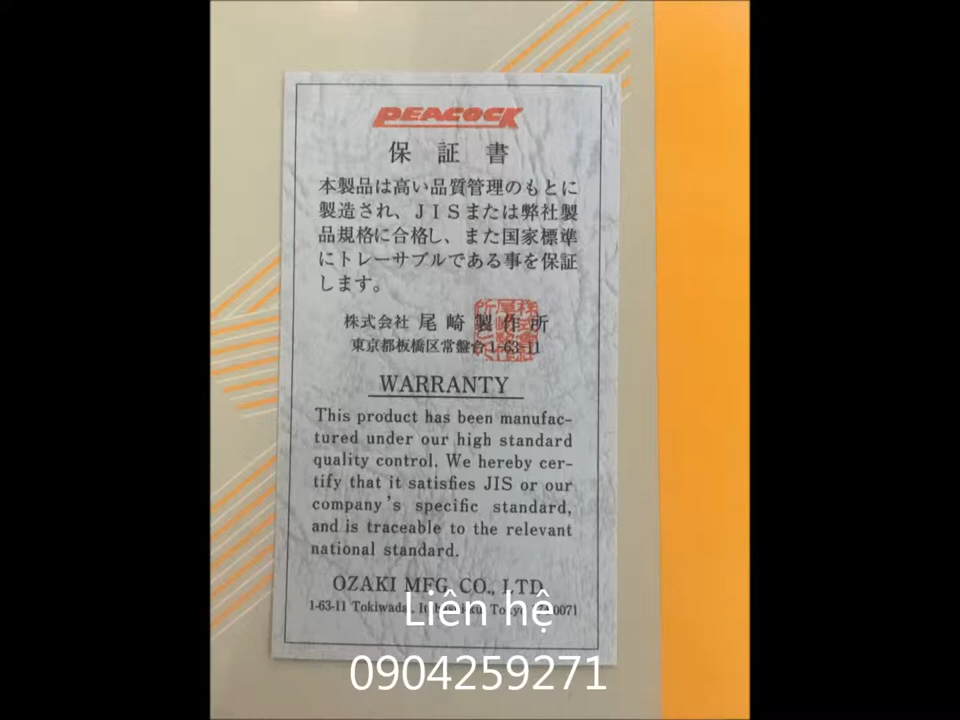 PEACOCK
保証書
本製品は高い品質管理のもとに
製造され、JISまたは弊社製
品規格に合格し、また国家標準
にトレーサブルである事を保証
します。
株式会社 尾崎製作所
東京都板橋区常盤台1-63-11
WARRANTY
This product has been manufac-
tured under our high standard
quality control. We hereby cer-
tify that it satisfies JIS or our
company's specific standard,
and is traceable to the relevant
national standard.
OZAKI MFG. CO., LTD.
1-63-11 Tokiwadai,
Liên hệ
0904259271